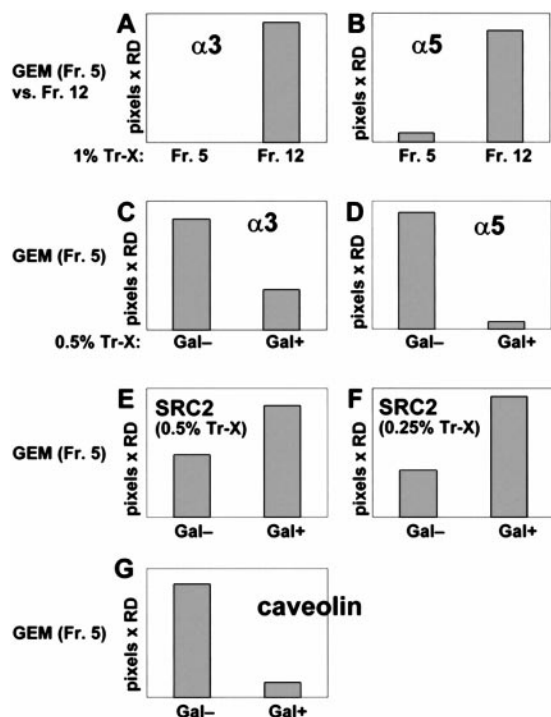 A
α3
B
α5
GEM (Fr. 5)
vs. Fr. 12
pixels x RD
pixels x RD
1% Tr-X:
Fr. 5
Fr. 12
Fr. 5
Fr. 12
C
α3
D
α5
GEM (Fr. 5)
pixels x RD
pixels x RD
0.5% Tr-X:
Gal–
Gal+
Gal–
Gal+
E
SRC2
(0.5% Tr-X)
F
SRC2
(0.25% Tr-X)
GEM (Fr. 5)
pixels x RD
pixels x RD
Gal–
Gal+
Gal–
Gal+
G
caveolin
GEM (Fr. 5)
pixels x RD
Gal–
Gal+